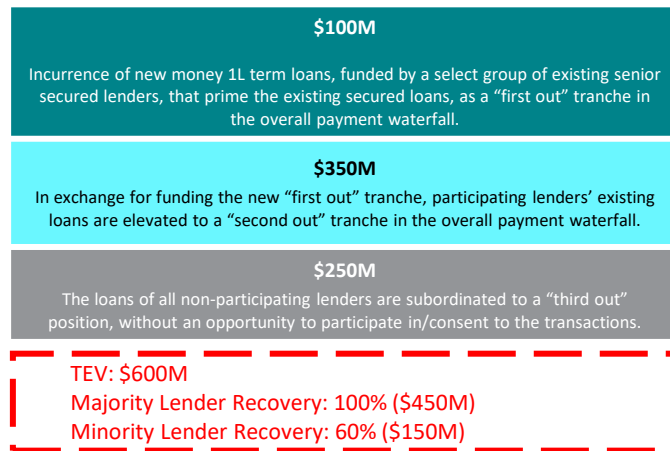 $100M
Incurrence of new money 1L term loans, funded by a select group of existing senior
secured lenders, that prime the existing secured loans, as a “first out” tranche in
the overall payment waterfall.
$350M
In exchange for funding the new “first out” tranche, participating lenders’ existing
loans are elevated to a “second out” tranche in the overall payment waterfall.
$250M
The loans of all non-participating lenders are subordinated to a “third out”
position, without an opportunity to participate in/consent to the transactions.
TEV: $600M
Majority Lender Recovery: 100% ($450M)
Minority Lender Recovery: 60% ($150M)